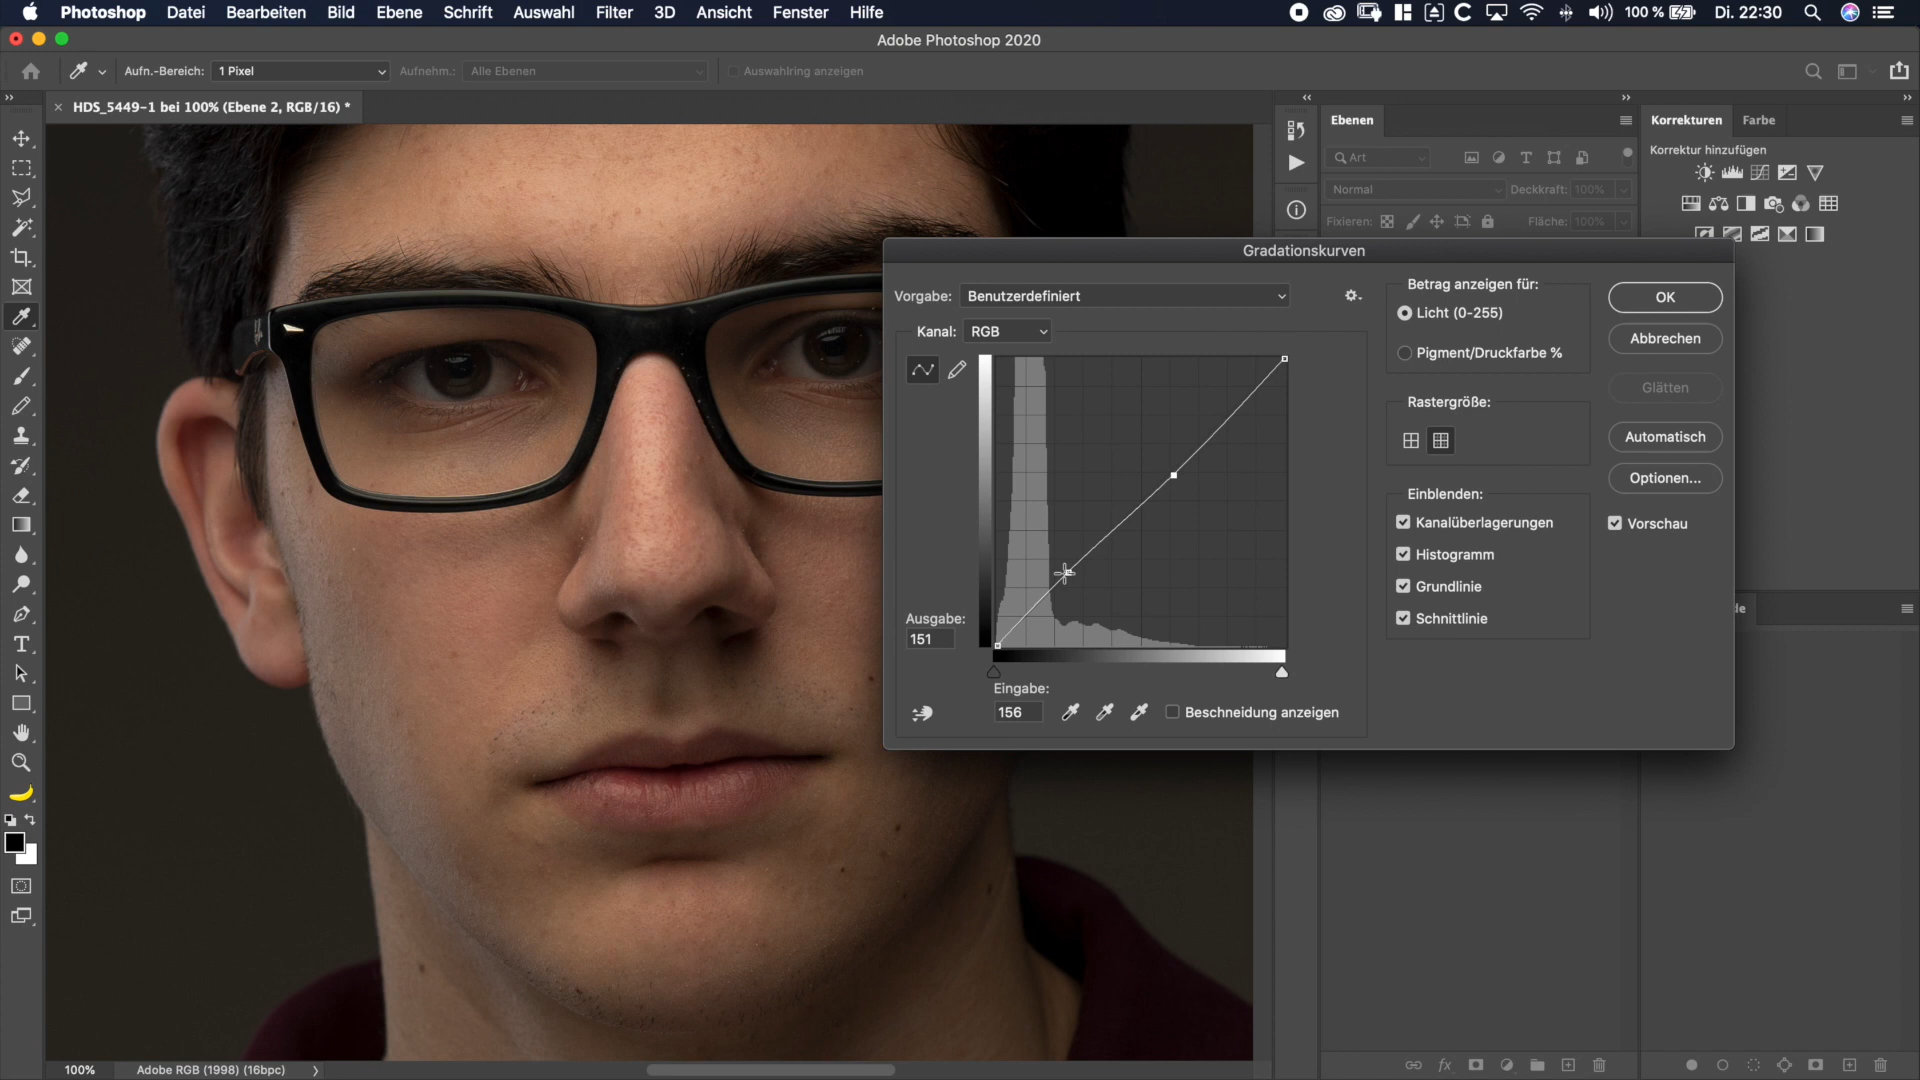 Photoshop Datei Bearbeiten Bild Ebene Schrift Auswahl Filter 3D Ansicht Fenster Hilfe 100 % Di. 22:30
Adobe Photoshop 2020
Aufn.-Bereich: 1 Pixel Aufnehm.: Alle Ebenen Auswahlring anzeigen
HDS_5449-1 bei 100% (Ebene 2, RGB/16) *
Ebenen
Korrekturen Farbe
Korrektur hinzufügen
Art
Normal Deckkraft: 100%
Fixieren: Fläche: 100%
Gradationskurven
Vorgabe: Benutzerdefiniert
Kanal: RGB
Ausgabe:
151
Eingabe:
156
Beschneidung anzeigen
Betrag anzeigen für:
Licht (0-255)
Pigment/Druckfarbe %
Rastergröße:
Einblenden:
Kanalüberlagerungen
Histogramm
Grundlinie
Schnittlinie
OK
Abbrechen
Glätten
Automatisch
Optionen...
Vorschau
de
100% Adobe RGB (1998) (16bpc)